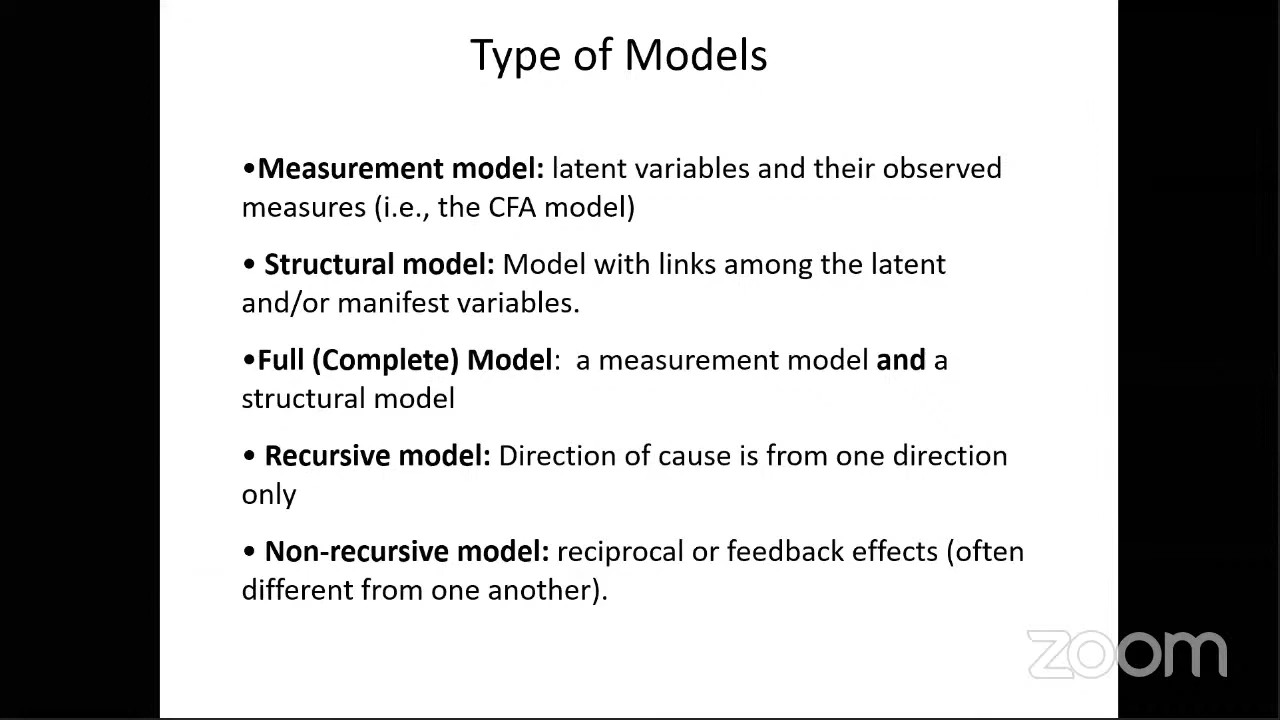 Type of Models
•Measurement model: latent variables and their observed
measures (i.e., the CFA model)
• Structural model: Model with links among the latent
and/or manifest variables.
•Full (Complete) Model:  a measurement model and a
structural model
• Recursive model: Direction of cause is from one direction
only
• Non-recursive model: reciprocal or feedback effects (often
different from one another).
zoom